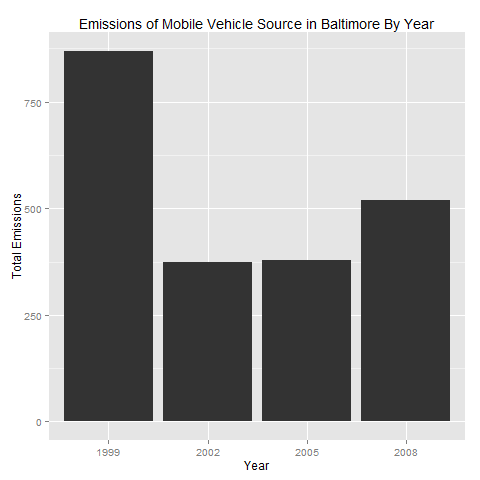 Emissions of Mobile Vehicle Source in Baltimore By Year
Total Emissions
750
500
250
0
1999 2002 2005 2008
Year